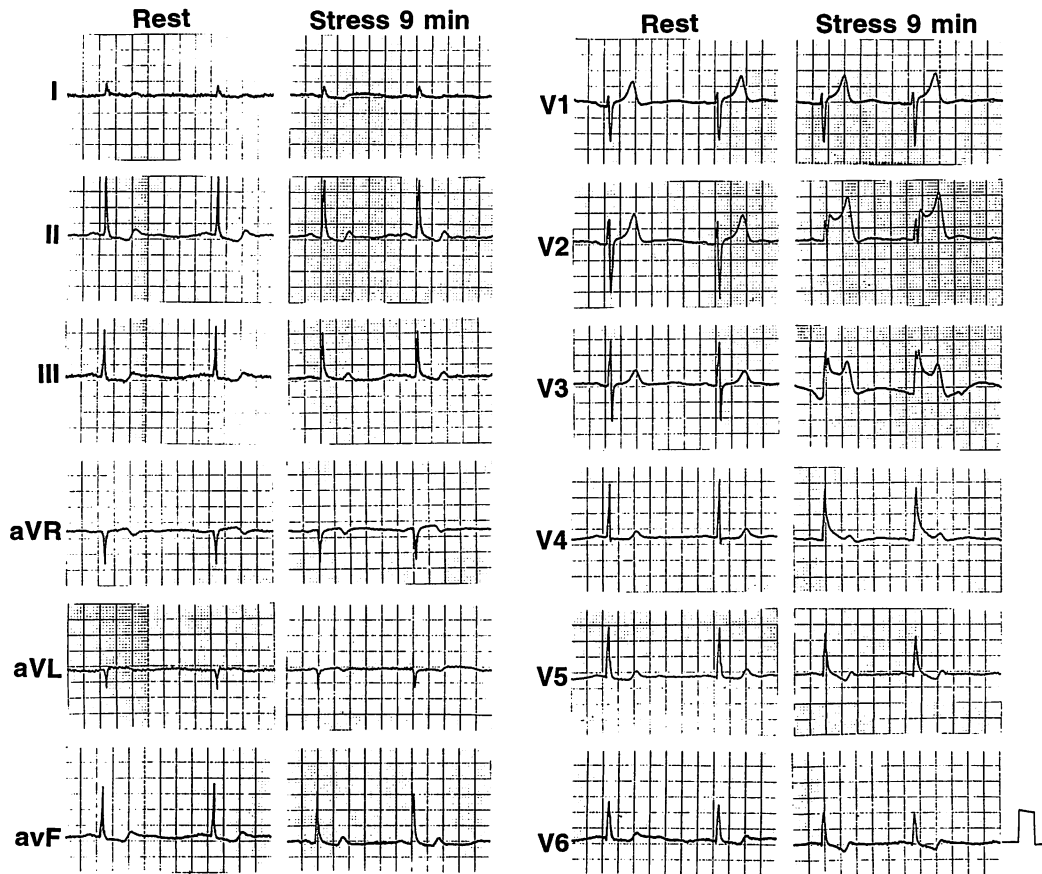 Rest Stress 9 min Rest Stress 9 min
I V1
II V2
III V3
aVR V4
aVL V5
avF V6